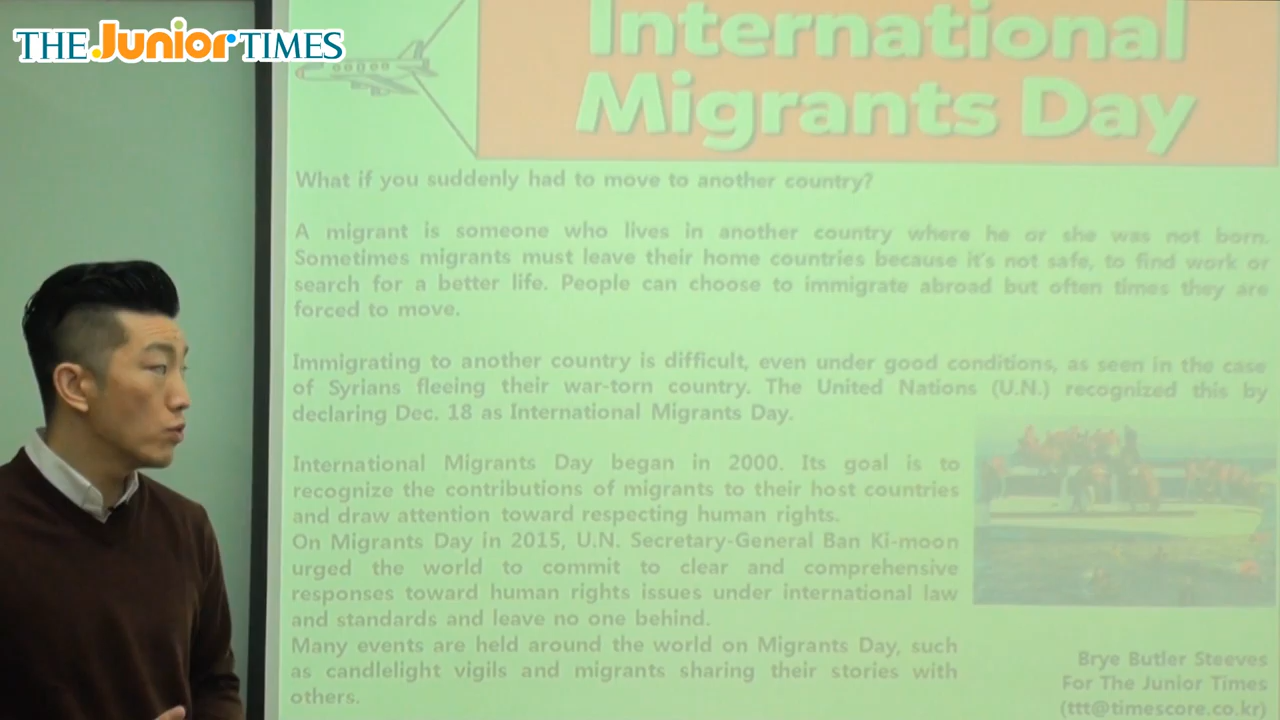 THE Junior TIMES
International
Migrants Day
What if you suddenly had to move to another country?
A migrant is someone who lives in another country where he or she was not born.
Sometimes migrants must leave their home countries because it's not safe, to find work or
search for a better life. People can choose to immigrate abroad but often times they are
forced to move.
Immigrating to another country is difficult, even under good conditions, as seen in the case
of Syrians fleeing their war-torn country. The United Nations (U.N.) recognized this by
declaring Dec. 18 as International Migrants Day.
International Migrants Day began in 2000. Its goal is to
recognize the contributions of migrants to their host countries
and draw attention toward respecting human rights.
On Migrants Day in 2015, U.N. Secretary-General Ban Ki-moon
urged the world to commit to clear and comprehensive
responses toward human rights issues under international law
and standards and leave no one behind.
Many events are held around the world on Migrants Day, such
as candlelight vigils and migrants sharing their stories with
others.
Brye Butler Steeves
For The Junior Times
(ttt@timescore.co.kr)